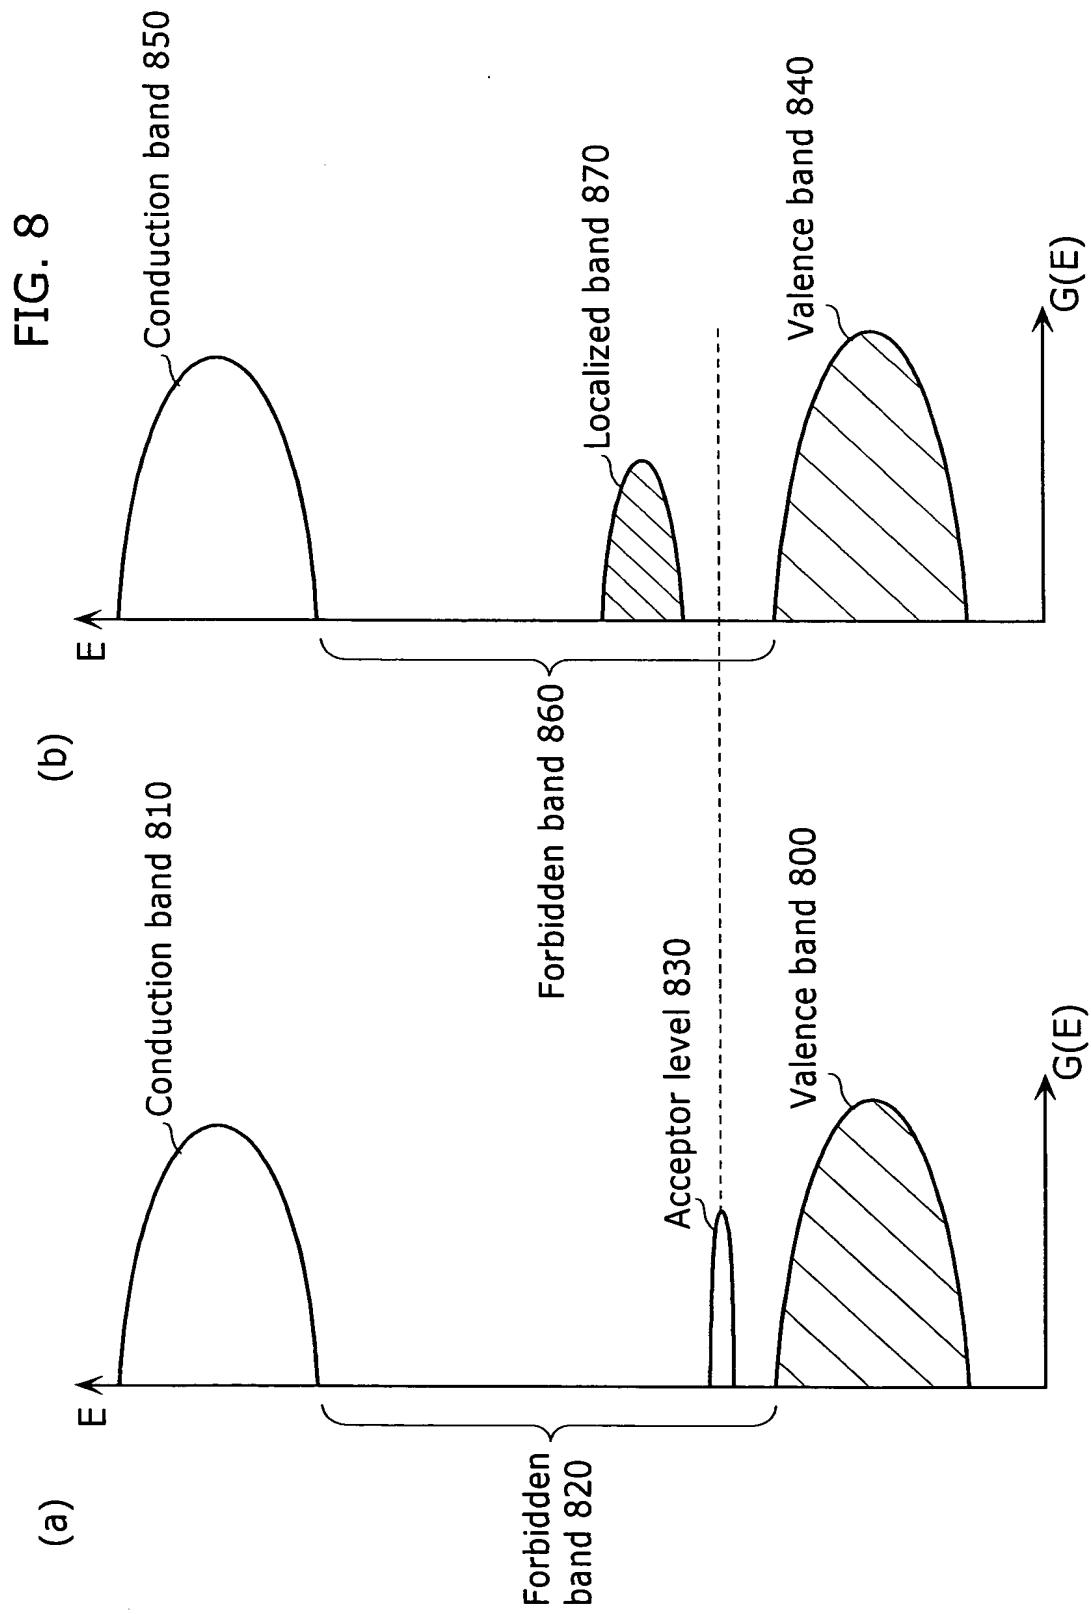 FIG. 8
(a)
E
Conduction band 810
Forbidden
band 820
Acceptor level 830
Valence band 800
G(E)
(b)
E
Conduction band 850
Forbidden band 860
Localized band 870
Valence band 840
G(E)